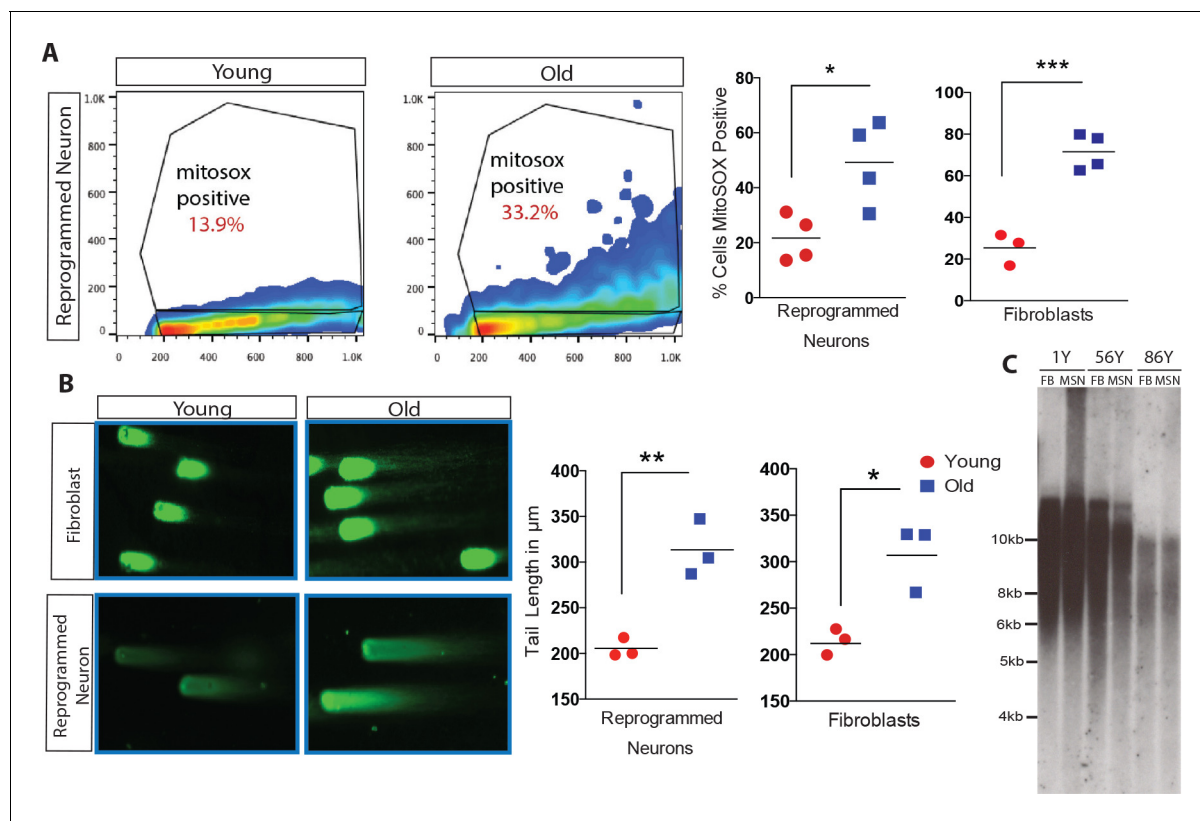 A
Young
Old
Reprogrammed Neuron
1.0K
800
600
400
200
0
mitosox
positive
13.9%
0 200 400 600 800 1.0K
1.0K
800
600
400
200
0
mitosox
positive
33.2%
0 200 400 600 800 1.0K
% Cells MitoSOX Positive
80
60
40
20
0
*
Reprogrammed
Neurons
100
80
60
40
20
0
***
Fibroblasts
B
Young
Old
Fibroblast
Reprogrammed
Neuron
Tail Length in µm
400
350
300
250
200
150
**
Reprogrammed
Neurons
400
350
300
250
200
150
*
Fibroblasts
Young
Old
C
1Y 56Y 86Y
FB MSN FB MSN FB MSN
10kb
8kb
6kb
5kb
4kb